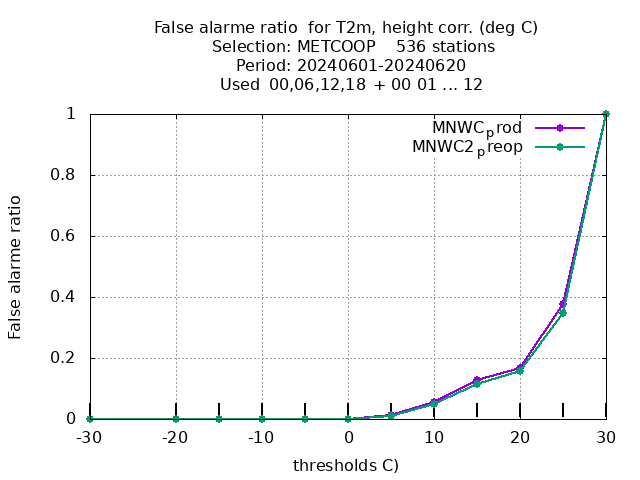 False alarme ratio  for T2m, height corr. (deg C)
Selection: METCOOP    536 stations
Period: 20240601-20240620
Used  00,06,12,18  + 00 01 ... 12
MNWCprod
MNWC2preop
1
0.8
0.6
0.4
0.2
0
False alarme ratio
-30 -20 -10 0 10 20 30
thresholds C)